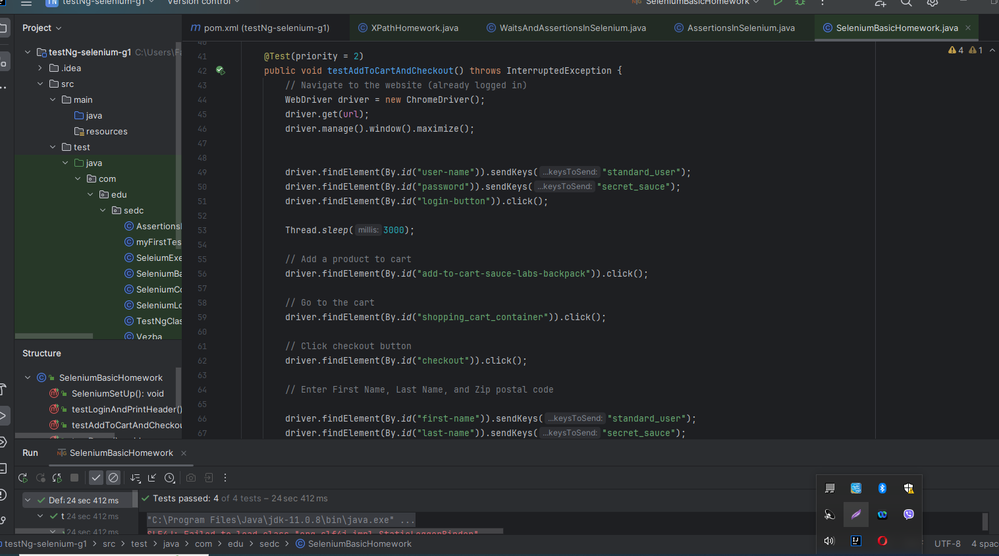 TN testNg-selenium-g1 Version control SeleniumBasicHomework
Project
pom.xml (testNg-selenium-g1) XPathHomework.java WaitsAndAssertionsInSelenium.java AssertionsInSelenium.java SeleniumBasicHomework.java
testNg-selenium-g1 C:\Users\Fa
.idea
src
main
java
resources
test
java
com
edu
sedc
Assertions
myFirstTes
SeleiumExe
SeleniumBa
SeleniumCo
SeleniumLo
TestNgClas
Vezba
Structure
SeleniumBasicHomework
SeleniumSetUp(): void
testLoginAndPrintHeader()
testAddToCartAndCheckou
4 1
40
41 @Test(priority = 2)
42 public void testAddToCartAndCheckout() throws InterruptedException {
43 // Navigate to the website (already logged in)
44 WebDriver driver = new ChromeDriver();
45 driver.get(url);
46 driver.manage().window().maximize();
47
48
49 driver.findElement(By.id("user-name")).sendKeys( ...keysToSend: "standard_user");
50 driver.findElement(By.id("password")).sendKeys( ...keysToSend: "secret_sauce");
51 driver.findElement(By.id("login-button")).click();
52
53 Thread.sleep( millis: 3000);
54
55 // Add a product to cart
56 driver.findElement(By.id("add-to-cart-sauce-labs-backpack")).click();
57
58 // Go to the cart
59 driver.findElement(By.id("shopping_cart_container")).click();
60
61 // Click checkout button
62 driver.findElement(By.id("checkout")).click();
63
64 // Enter First Name, Last Name, and Zip postal code
65
66 driver.findElement(By.id("first-name")).sendKeys( ...keysToSend: "standard_user");
67 driver.findElement(By.id("last-name")).sendKeys( ...keysToSend: "secret_sauce");
Run SeleniumBasicHomework
Defa 24 sec 412 ms
t 24 sec 412 ms
24 sec 412 ms
Tests passed: 4 of 4 tests – 24 sec 412 ms
"C:\Program Files\Java\jdk-11.0.8\bin\java.exe" ...
SLF4J: Failed to load class "org.slf4j.impl.StaticLoggerBinder".
testNg-selenium-g1 > src > test > java > com > edu > sedc > SeleniumBasicHomework
UTF-8 4 spac